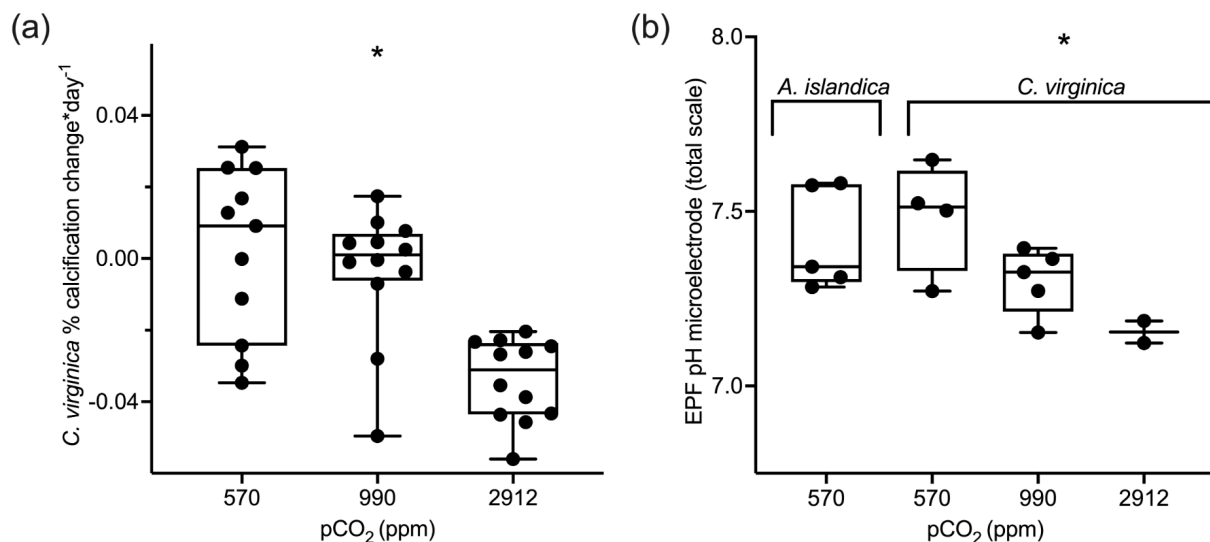 (a)
*
C. virginica % calcification change*day-1
0.04
0.00
-0.04
570 990 2912
pCO2 (ppm)
(b)
*
EPF pH microelectrode (total scale)
8.0
7.5
7.0
A. islandica C. virginica
570 570 990 2912
pCO2 (ppm)